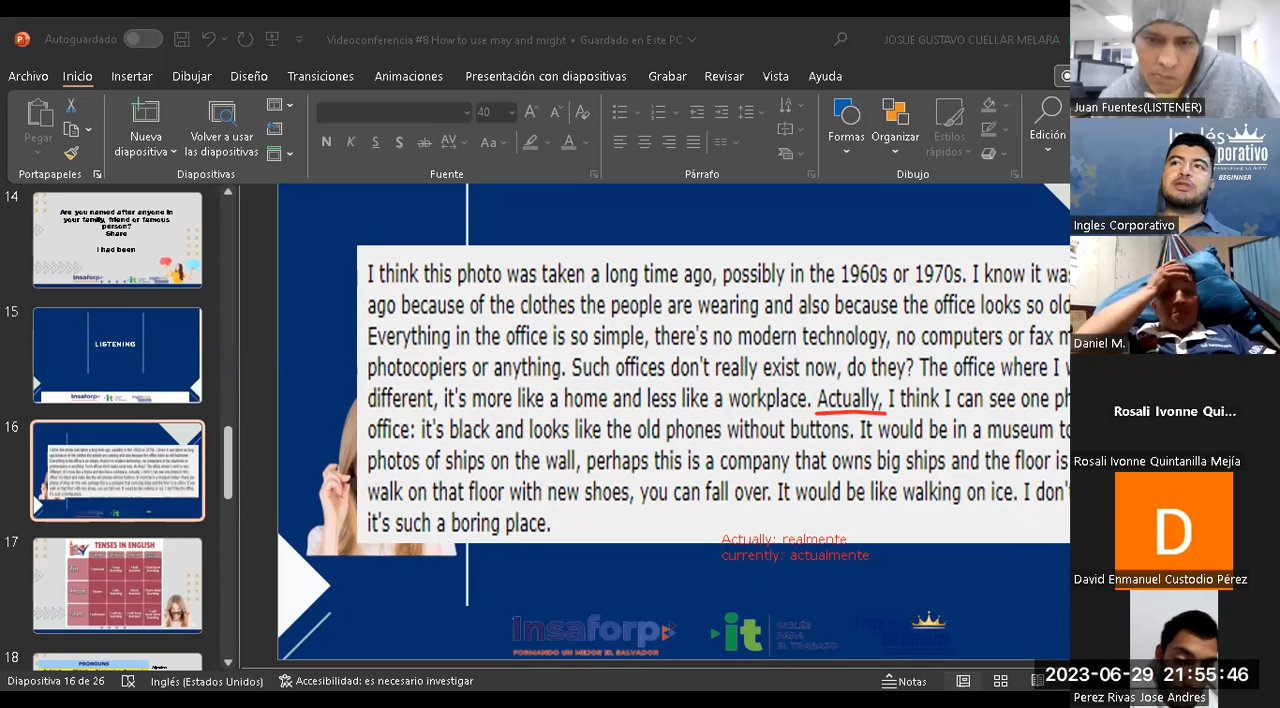 Autoguardado
Videoconferencia #8 How to use may and might • Guardado en Este PC
JOSUE GUSTAVO CUELLAR MELARA
Archivo Inicio Insertar Dibujar Diseño Transiciones Animaciones Presentación con diapositivas Grabar Revisar Vista Ayuda
Pegar
Nueva diapositiva
Volver a usar las diapositivas
40
N K S S ab AV Aa A
Formas
Organizar
Estilos rápidos
Edición
Portapapeles
Diapositivas
Fuente
Párrafo
Dibujo
14
Are you named after anyone in
your family, friend or famous
person?
Share
I had been
15
LISTENING
16
17
TENSES IN ENGLISH
18
PRONOUNS
I think this photo was taken a long time ago, possibly in the 1960s or 1970s. I know it was
ago because of the clothes the people are wearing and also because the office looks so old
Everything in the office is so simple, there's no modern technology, no computers or fax m
photocopiers or anything. Such offices don't really exist now, do they? The office where I w
different, it's more like a home and less like a workplace. Actually, I think I can see one ph
office: it's black and looks like the old phones without buttons. It would be in a museum to
photos of ships on the wall, perhaps this is a company that owns big ships and the floor is
walk on that floor with new shoes, you can fall over. It would be like walking on ice. I don't
it's such a boring place.
Actually: realmente
currently: actualmente
Insaforp
FORMANDO UN MEJOR EL SALVADOR
it
INGLÉS
PARA
EL TRABAJO
Diapositiva 16 de 26
Inglés (Estados Unidos)
Accesibilidad: es necesario investigar
Notas
Juan Fuentes(LISTENER)
BEGINNER
Ingles Corporativo
Daniel M.
Rosali Ivonne Qui...
Rosali Ivonne Quintanilla Mejía
D
David Enmanuel Custodio Pérez
2023-06-29 21:55:46
Perez Rivas Jose Andres